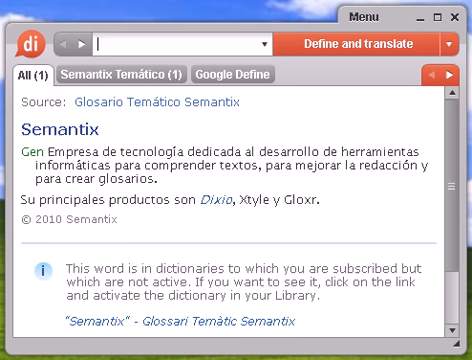 Menu
di
Define and translate
All (1) Semantix Temático (1) Google Define
Source: Glosario Temático Semantix
Semantix
Gen Empresa de tecnología dedicada al desarrollo de herramientas
informáticas para comprender textos, para mejorar la redacción y
para crear glosarios.
Su principales productos son Dixio, Xtyle y Gloxr.
© 2010 Semantix
i
This word is in dictionaries to which you are subscribed but
which are not active. If you want to see it, click on the link
and activate the dictionary in your Library.
"Semantix" - Glossari Temàtic Semantix